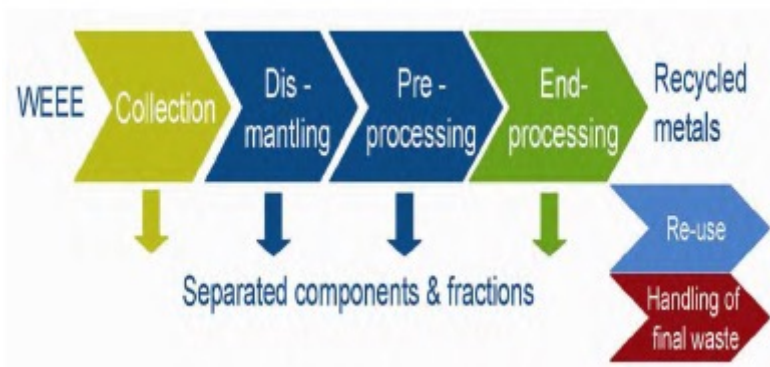 WEEE
Collection
Dis -
mantling
Pre -
processing
End-
processing
Recycled
metals
Separated components & fractions
Re-use
Handling of
final waste